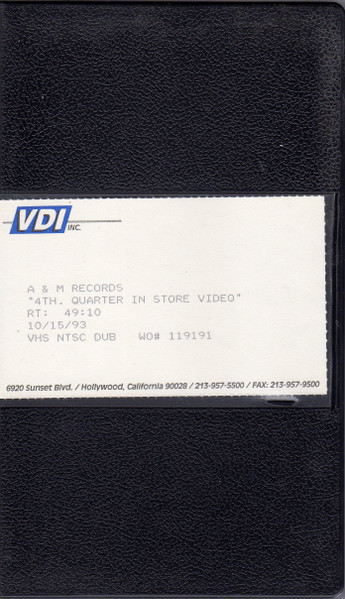 VDI INC.
A & M RECORDS
"4TH. QUARTER IN STORE VIDEO"
RT: 49:10
10/15/93
VHS NTSC DUB WO# 119191
6920 Sunset Blvd. / Hollywood, California 90028 / 213-957-5500 / FAX: 213-957-9500